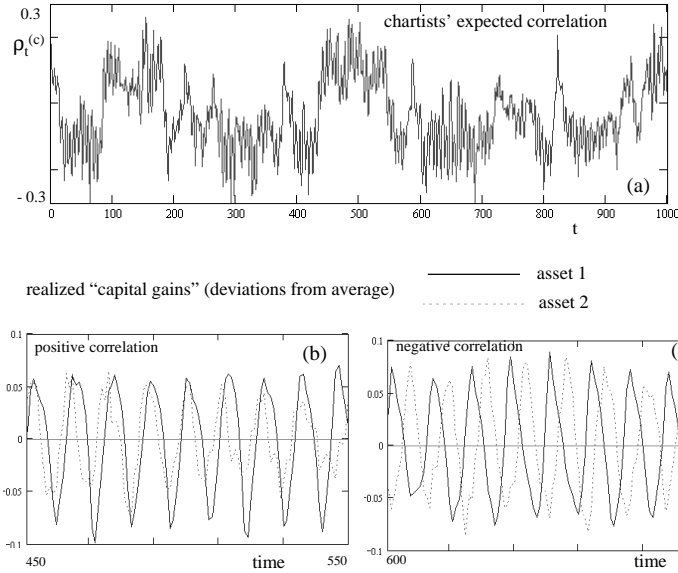 0.3
chartists' expected correlation
ρt(c)
0
- 0.3
(a)
0 100 200 300 400 500 600 700 800 900 1000
t
realized "capital gains" (deviations from average)
asset 1
asset 2
0.1
positive correlation
(b)
0.05
0
-0.05
-0.1
450
time
550
0.1
negative correlation
(
0.05
0
-0.05
-0.1
600
time